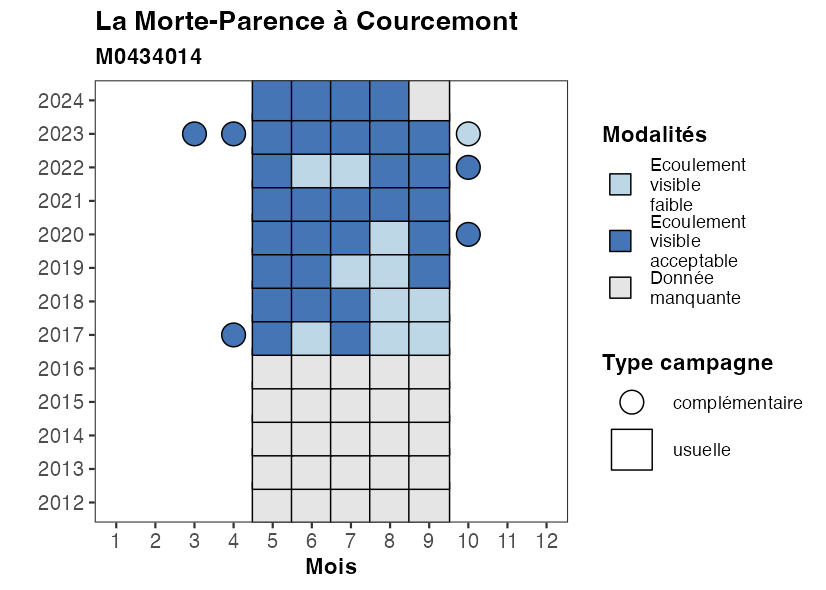 La Morte-Parence à Courcemont
M0434014
2024
2023
2022
2021
2020
2019
2018
2017
2016
2015
2014
2013
2012
1 2 3 4 5 6 7 8 9 10 11 12
Mois
Modalités
Ecoulement
visible
faible
Ecoulement
visible
acceptable
Donnée
manquante
Type campagne
complémentaire
usuelle